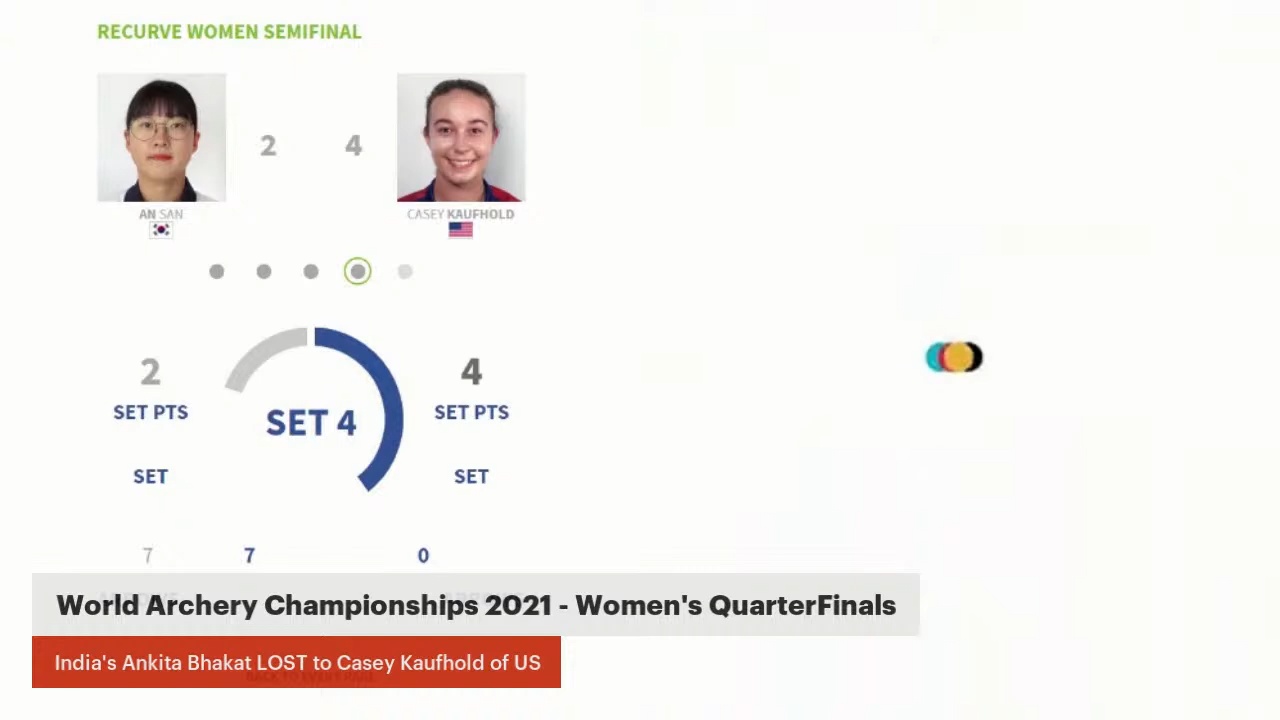 RECURVE WOMEN SEMIFINAL
2 4
AN SAN CASEY KAUFHOLD
2 4
SET PTS SET 4 SET PTS
SET SET
7 7 0
World Archery Championships 2021 - Women's QuarterFinals
India's Ankita Bhakat LOST to Casey Kaufhold of US